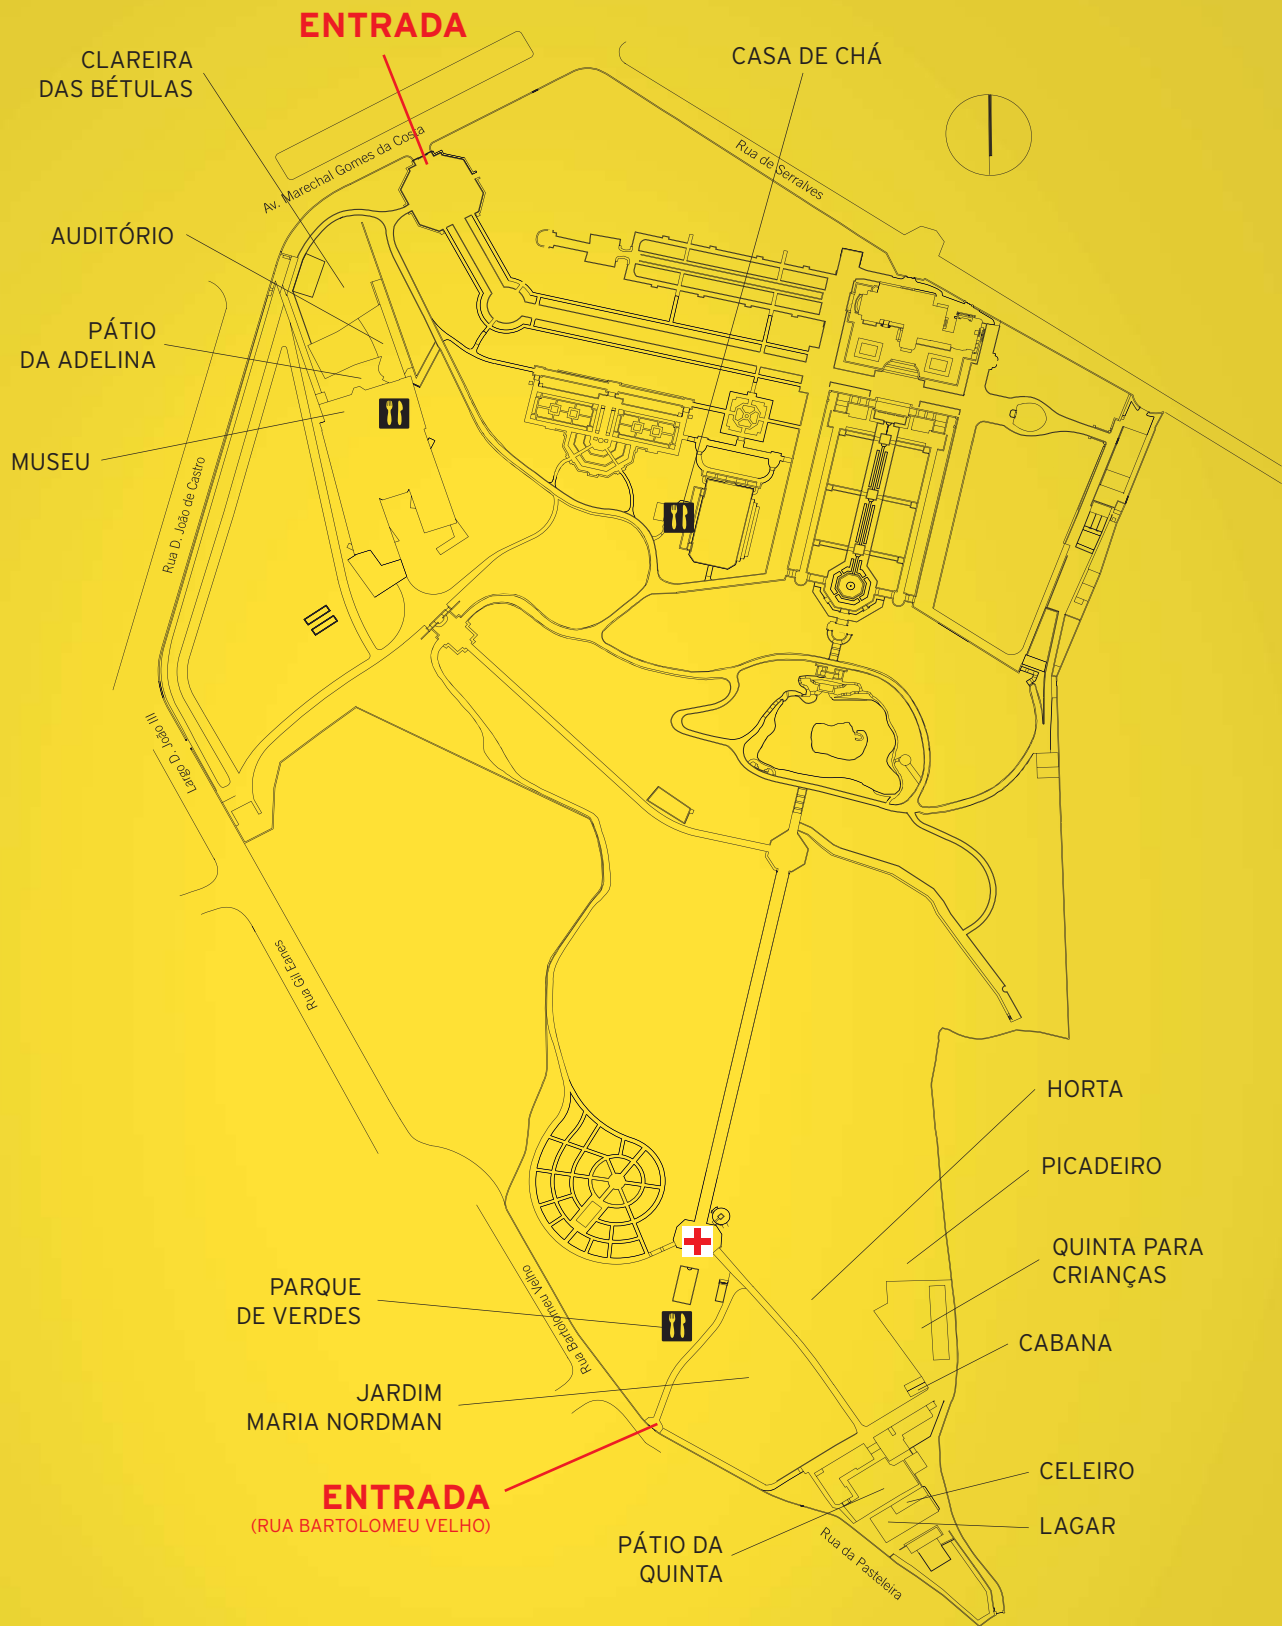 ENTRADA
CLAREIRA
DAS BÉTULAS
CASA DE CHÁ
Av. Marechal Gomes da Costa
Rua de Serralves
AUDITÓRIO
PÁTIO
DA ADELINA
MUSEU
Rua D. João de Castro
Largo D. João III
Rua Gil Eanes
HORTA
PICADEIRO
QUINTA PARA
CRIANÇAS
CABANA
PARQUE
DE VERDES
Rua Bartolomeu Velho
JARDIM
MARIA NORDMAN
ENTRADA
(RUA BARTOLOMEU VELHO)
CELEIRO
LAGAR
PÁTIO DA
QUINTA
Rua da Pasteleira